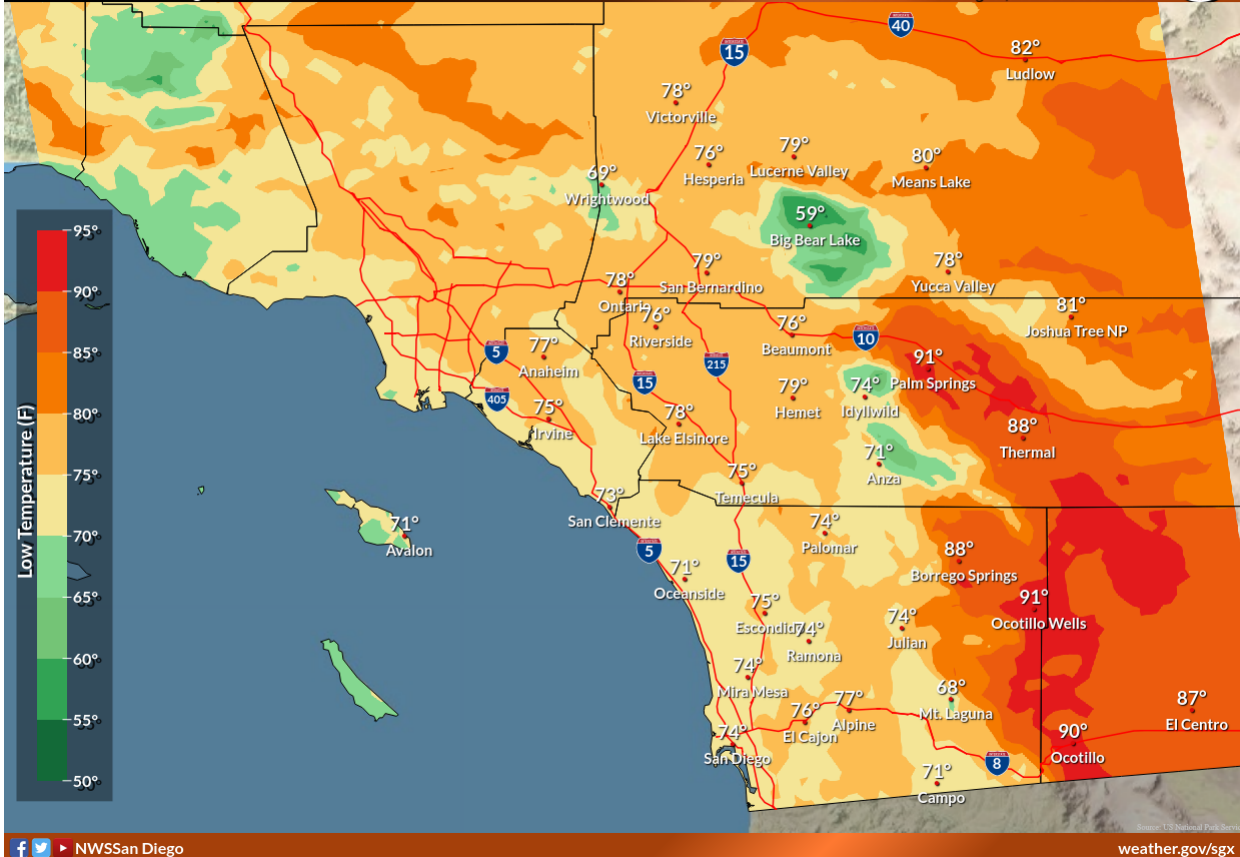 40
15
82°
Ludlow
78°
Victorville
76°
Hesperia
79°
Lucerne Valley
80°
Means Lake
69°
Wrightwood
59°
Big Bear Lake
79°
San Bernardino
78°
Yucca Valley
78°
Ontario
76°
Riverside
76°
Beaumont
10
81°
Joshua Tree NP
5
77°
Anaheim
215
15
91°
Palm Springs
405
75°
Irvine
79°
Hemet
74°
Idyllwild
78°
Lake Elsinore
88°
Thermal
71°
Anza
75°
Temecula
73°
San Clemente
74°
Palomar
71°
Avalon
5
15
88°
Borrego Springs
71°
Oceanside
75°
Escondido
74°
Ramona
74°
Julian
91°
Ocotillo Wells
74°
Mira Mesa
68°
Mt. Laguna
76°
El Cajon
77°
Alpine
87°
El Centro
74°
San Diego
90°
Ocotillo
8
71°
Campo
Low Temperature (F)
95°
90°
85°
80°
75°
70°
65°
60°
55°
50°
Source: US National Park Servi
NWSSan Diego
weather.gov/sgx